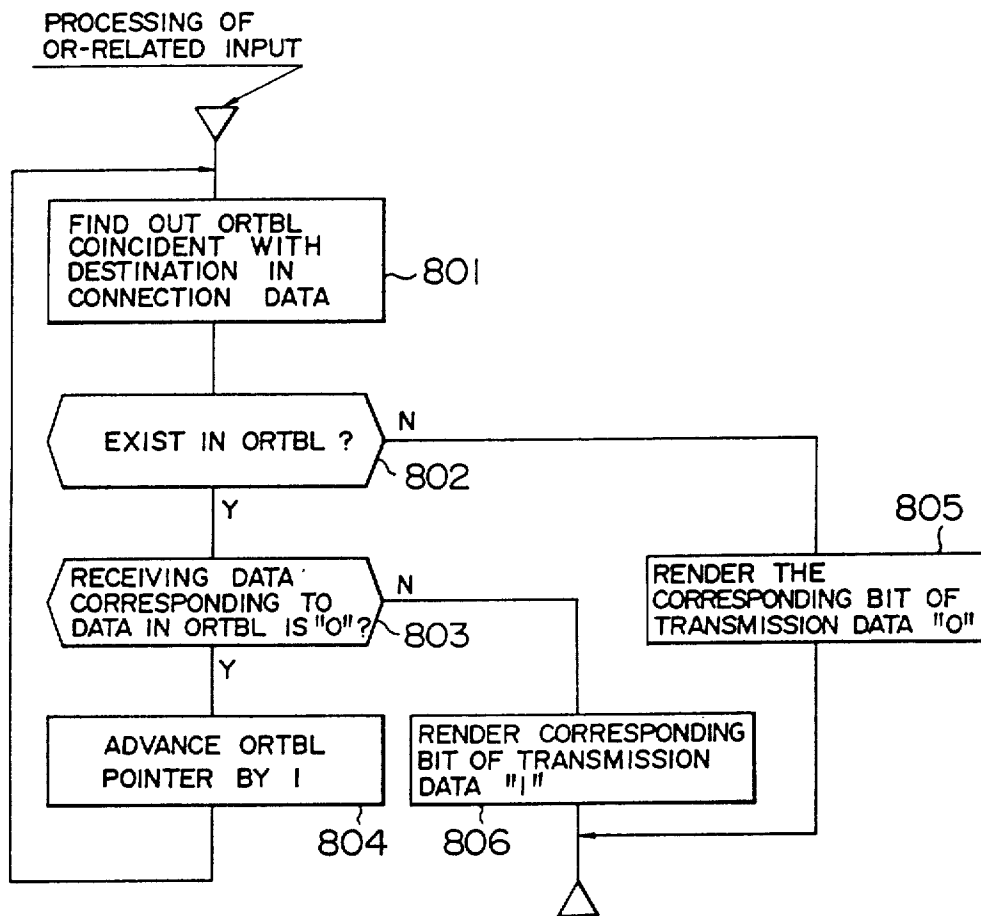 PROCESSING OF
OR-RELATED INPUT
FIND OUT ORTBL
COINCIDENT WITH
DESTINATION IN
CONNECTION DATA
801
EXIST IN ORTBL ?
N
802
Y
RECEIVING DATA
CORRESPONDING TO
DATA IN ORTBL IS "0"?
N
803
Y
805
RENDER THE
CORRESPONDING BIT OF
TRANSMISSION DATA "0"
ADVANCE ORTBL
POINTER BY 1
804
RENDER CORRESPONDING
BIT OF TRANSMISSION
DATA "1"
806